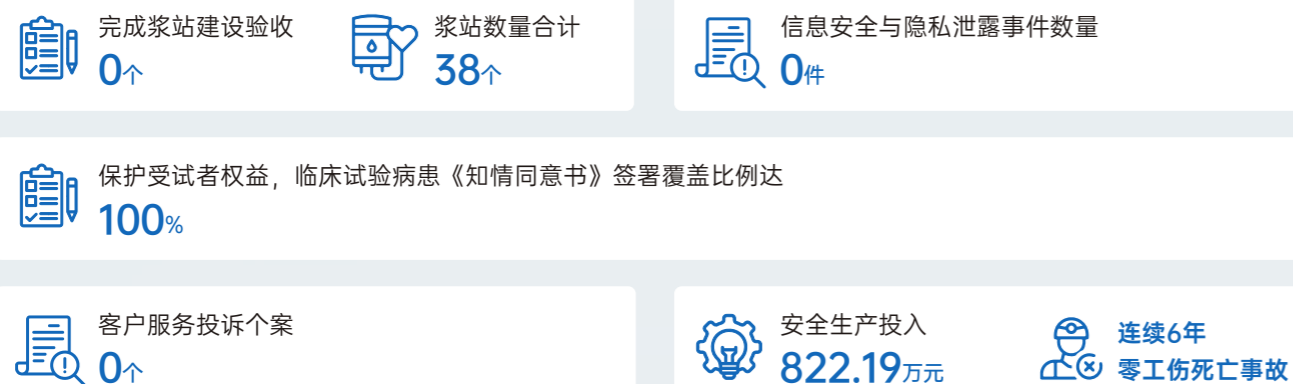 完成浆站建设验收
0个
浆站数量合计
38个
信息安全与隐私泄露事件数量
0件
保护受试者权益，临床试验病患《知情同意书》签署覆盖比例达
100%
客户服务投诉个案
0个
安全生产投入
822.19万元
连续6年
零工伤死亡事故